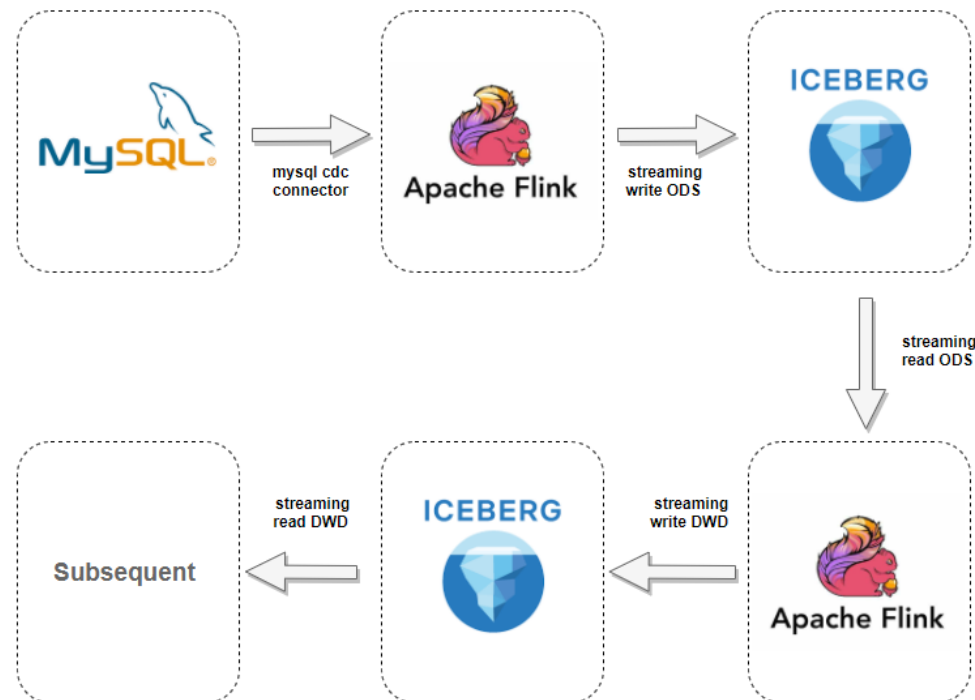 MySQL®
mysql cdc
connector
Apache Flink
streaming
write ODS
ICEBERG
streaming
read ODS
Apache Flink
streaming
write DWD
ICEBERG
streaming
read DWD
Subsequent